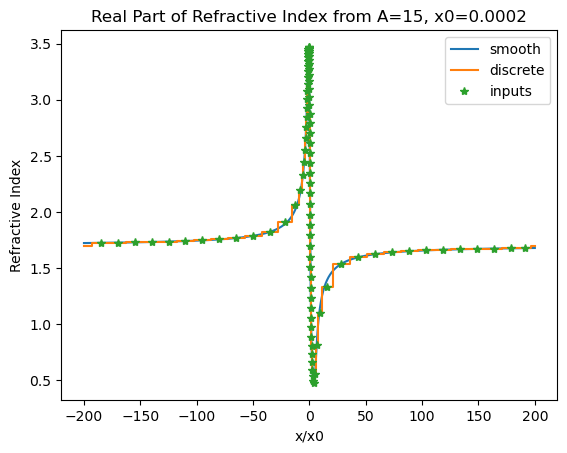 Real Part of Refractive Index from A=15, x0=0.0002
smooth
discrete
inputs
Refractive Index
3.5
3.0
2.5
2.0
1.5
1.0
0.5
−200
−150
−100
−50
0
50
100
150
200
x/x0